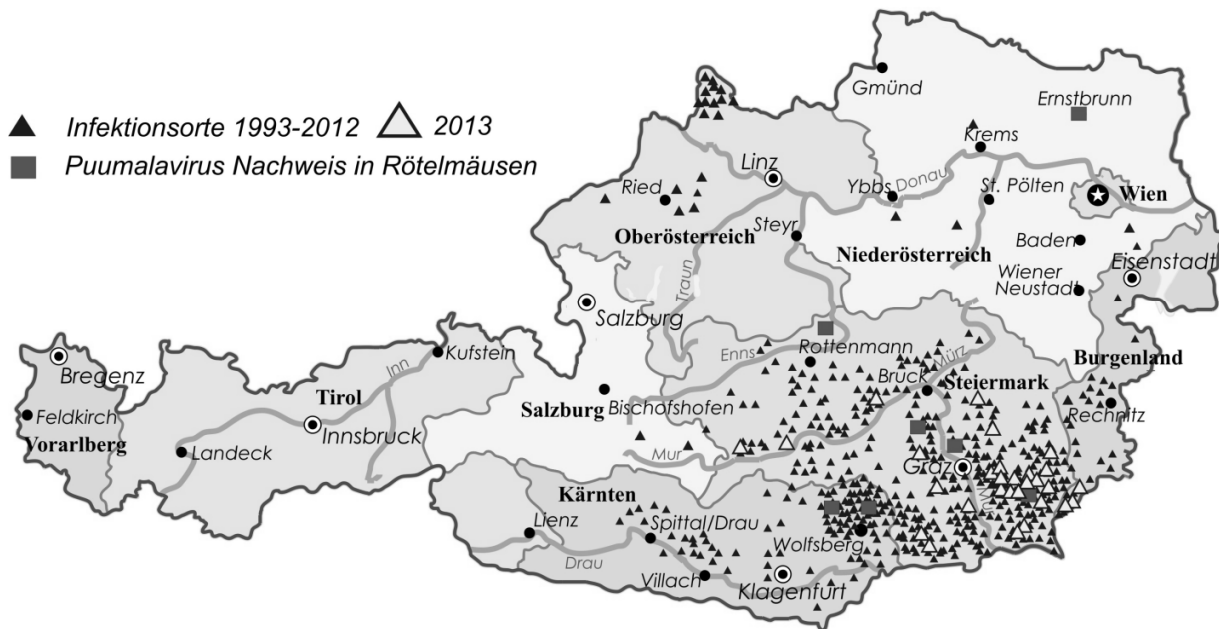 Infektionsorte 1993-2012 2013
Puumalavirus Nachweis in Rötelmäusen
Gmünd
Ernstbrunn
Krems
Linz
Ried
Ybbs
Donau
St. Pölten
Wien
Steyr
Oberösterreich
Niederösterreich
Baden
Eisenstadt
Wiener
Neustadt
Traun
Salzburg
Enns
Rottenmann
Mürz
Bruck
Steiermark
Burgenland
Kufstein
Inn
Bregenz
Tirol
Feldkirch
Vorarlberg
Innsbruck
Landeck
Salzburg
Bischofshofen
Rechnitz
Mur
Graz
Kärnten
Lienz
Spittal/Drau
Wolfsberg
Drau
Villach
Klagenfurt